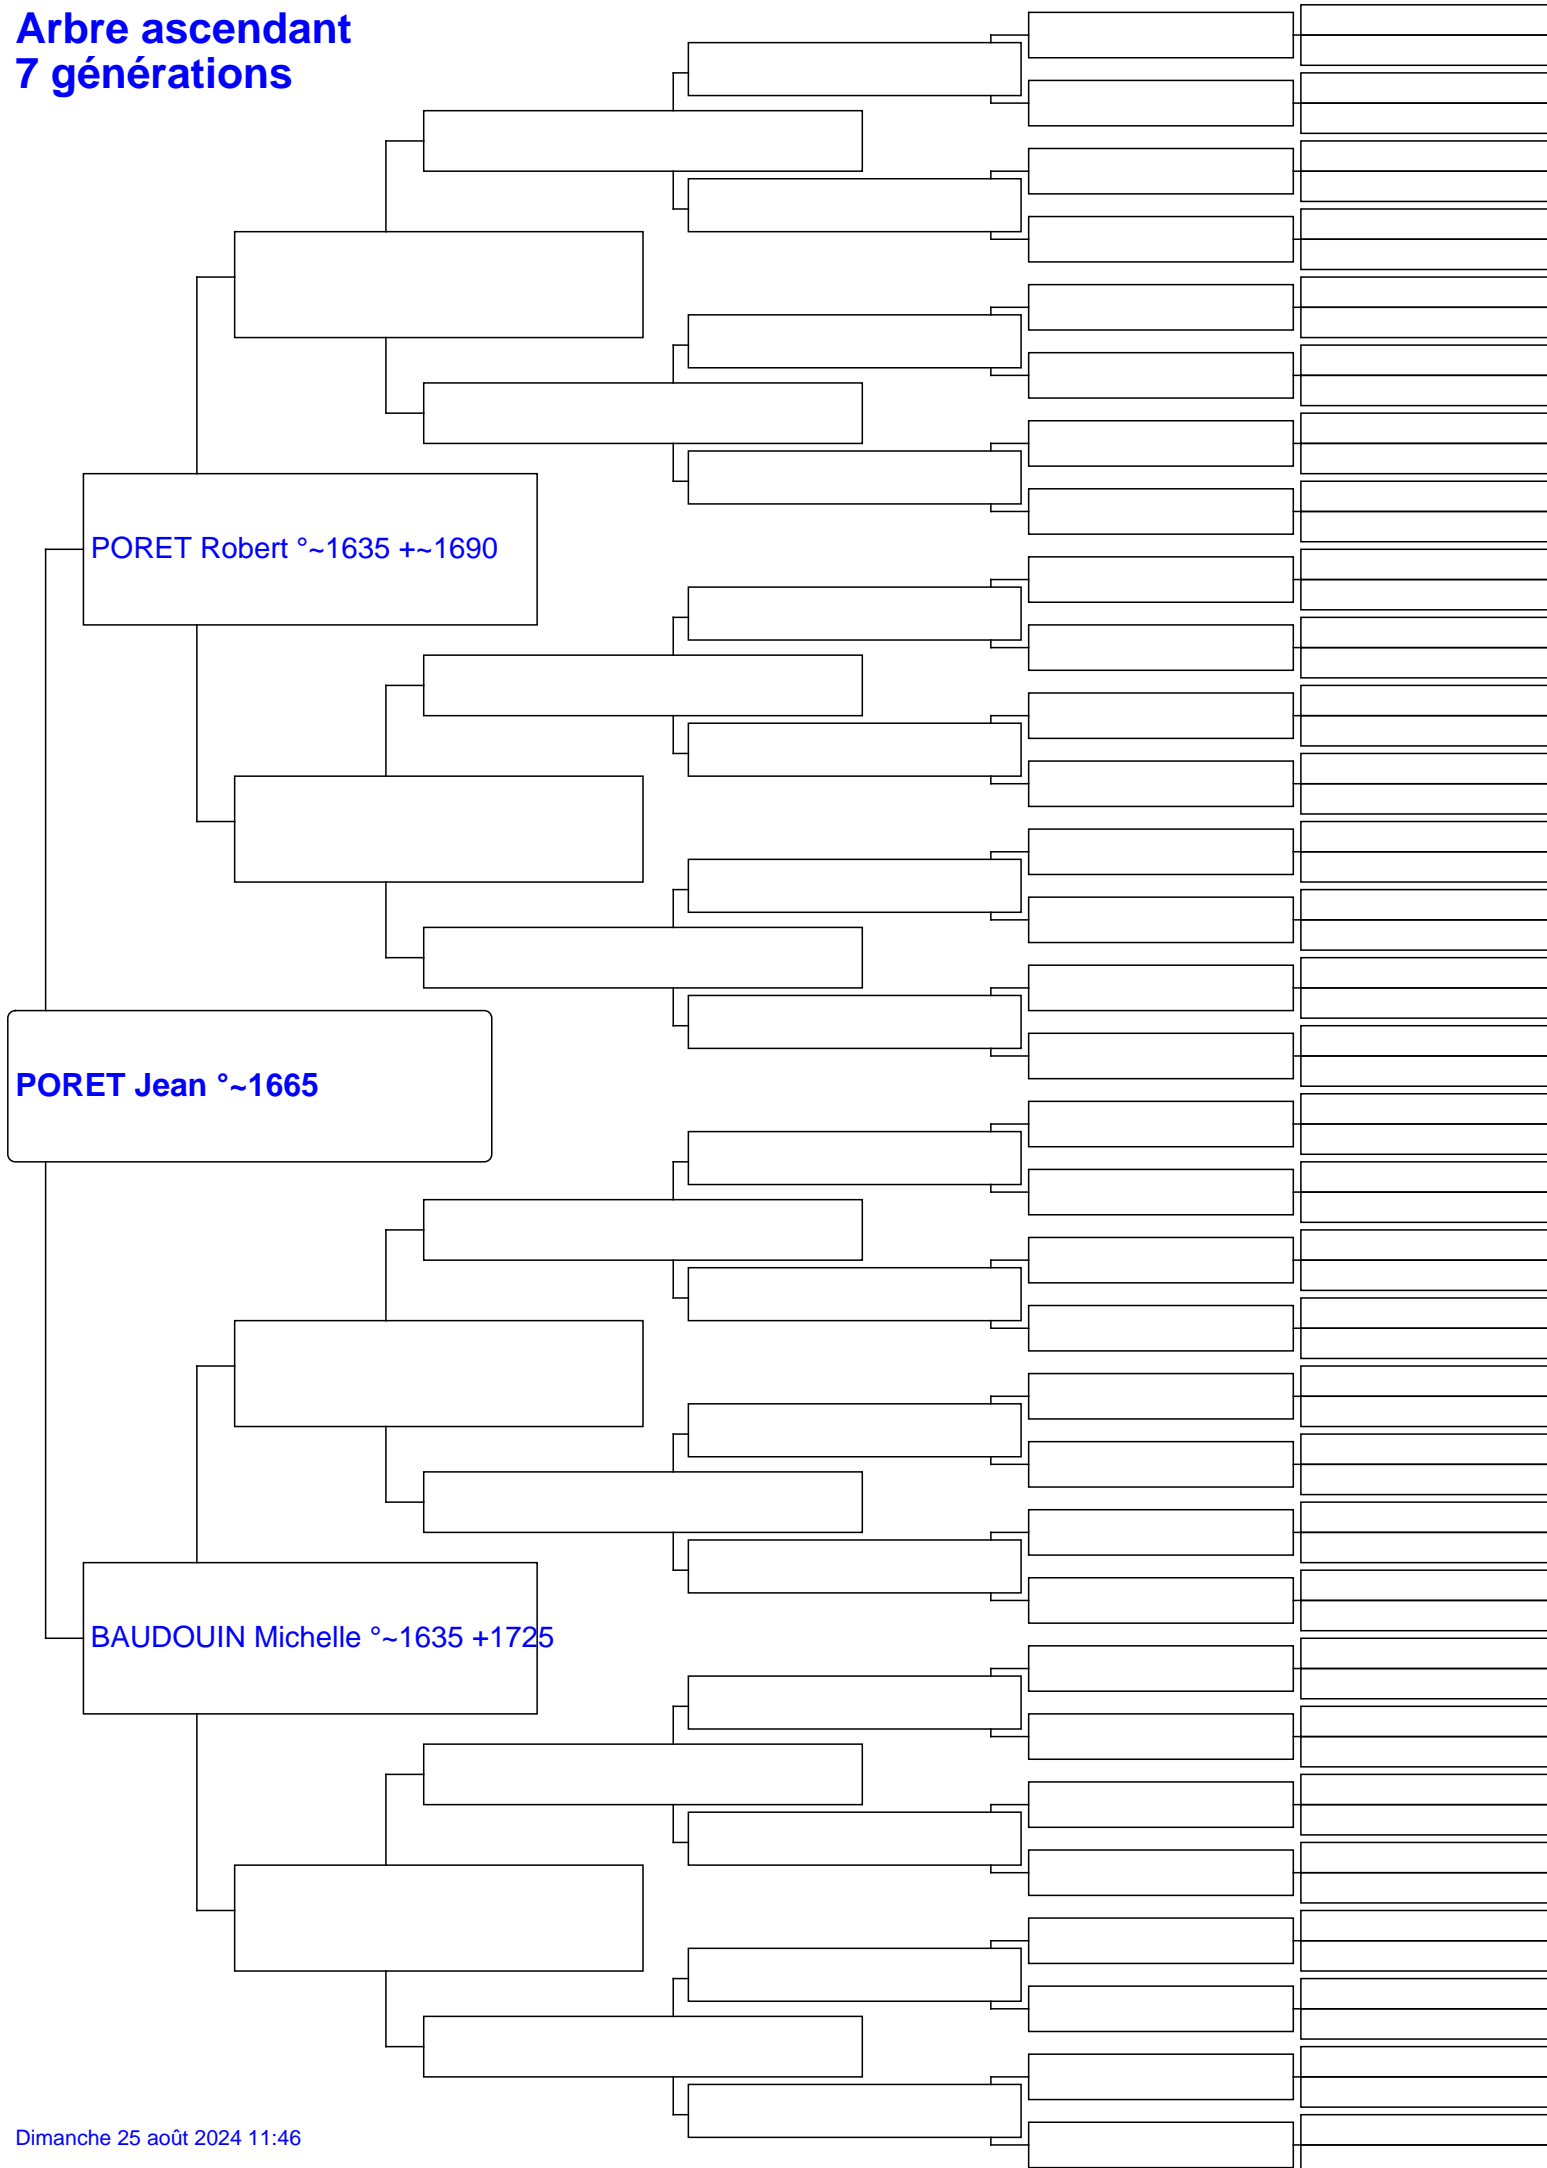 Arbre ascendant
7 générations
PORET Robert °~1635 +~1690
PORET Jean °~1665
BAUDOUIN Michelle °~1635 +1725
Dimanche 25 août 2024 11:46